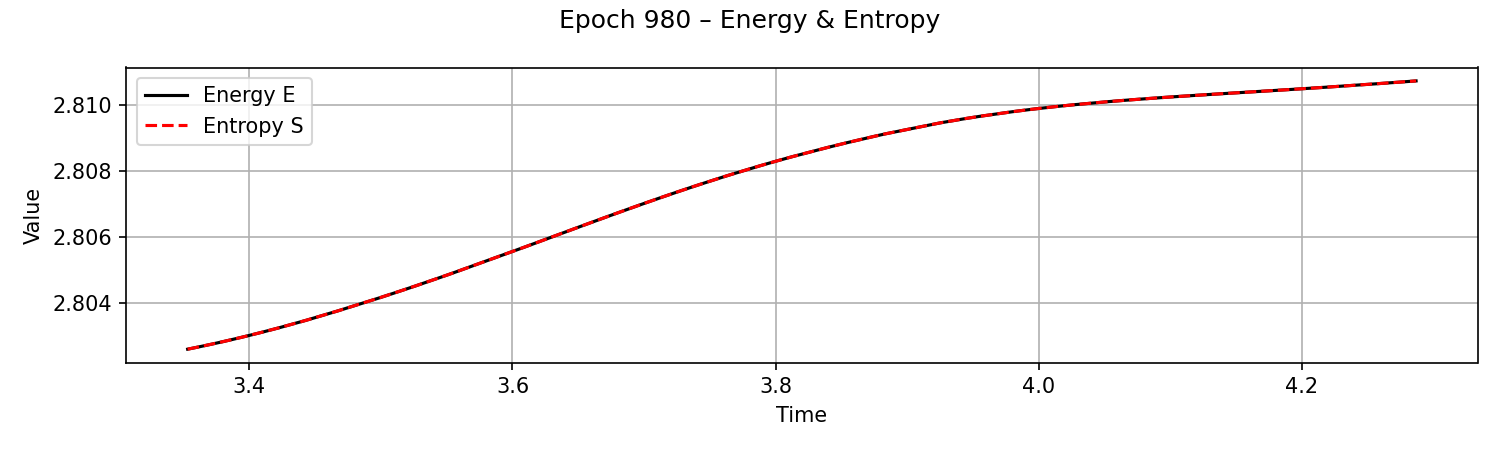 Epoch 980 – Energy & Entropy
Energy E
Entropy S
2.810
2.808
2.806
2.804
Value
3.4
3.6
3.8
4.0
4.2
Time